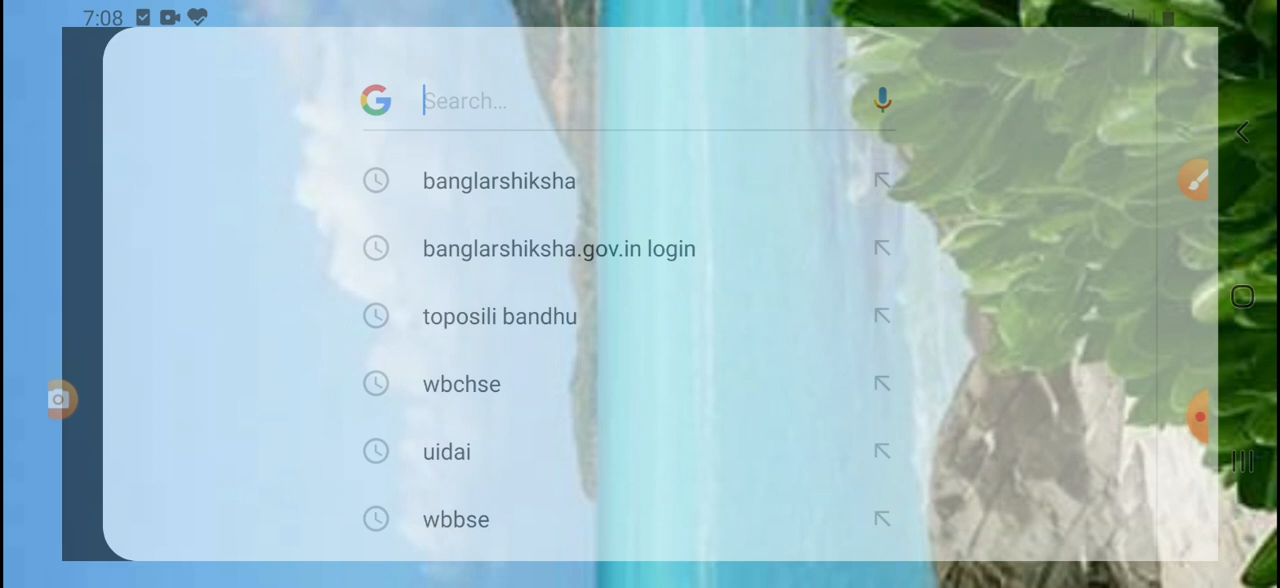 7:08
Search...
banglarshiksha
banglarshiksha.gov.in login
toposili bandhu
wbchse
uidai
wbbse